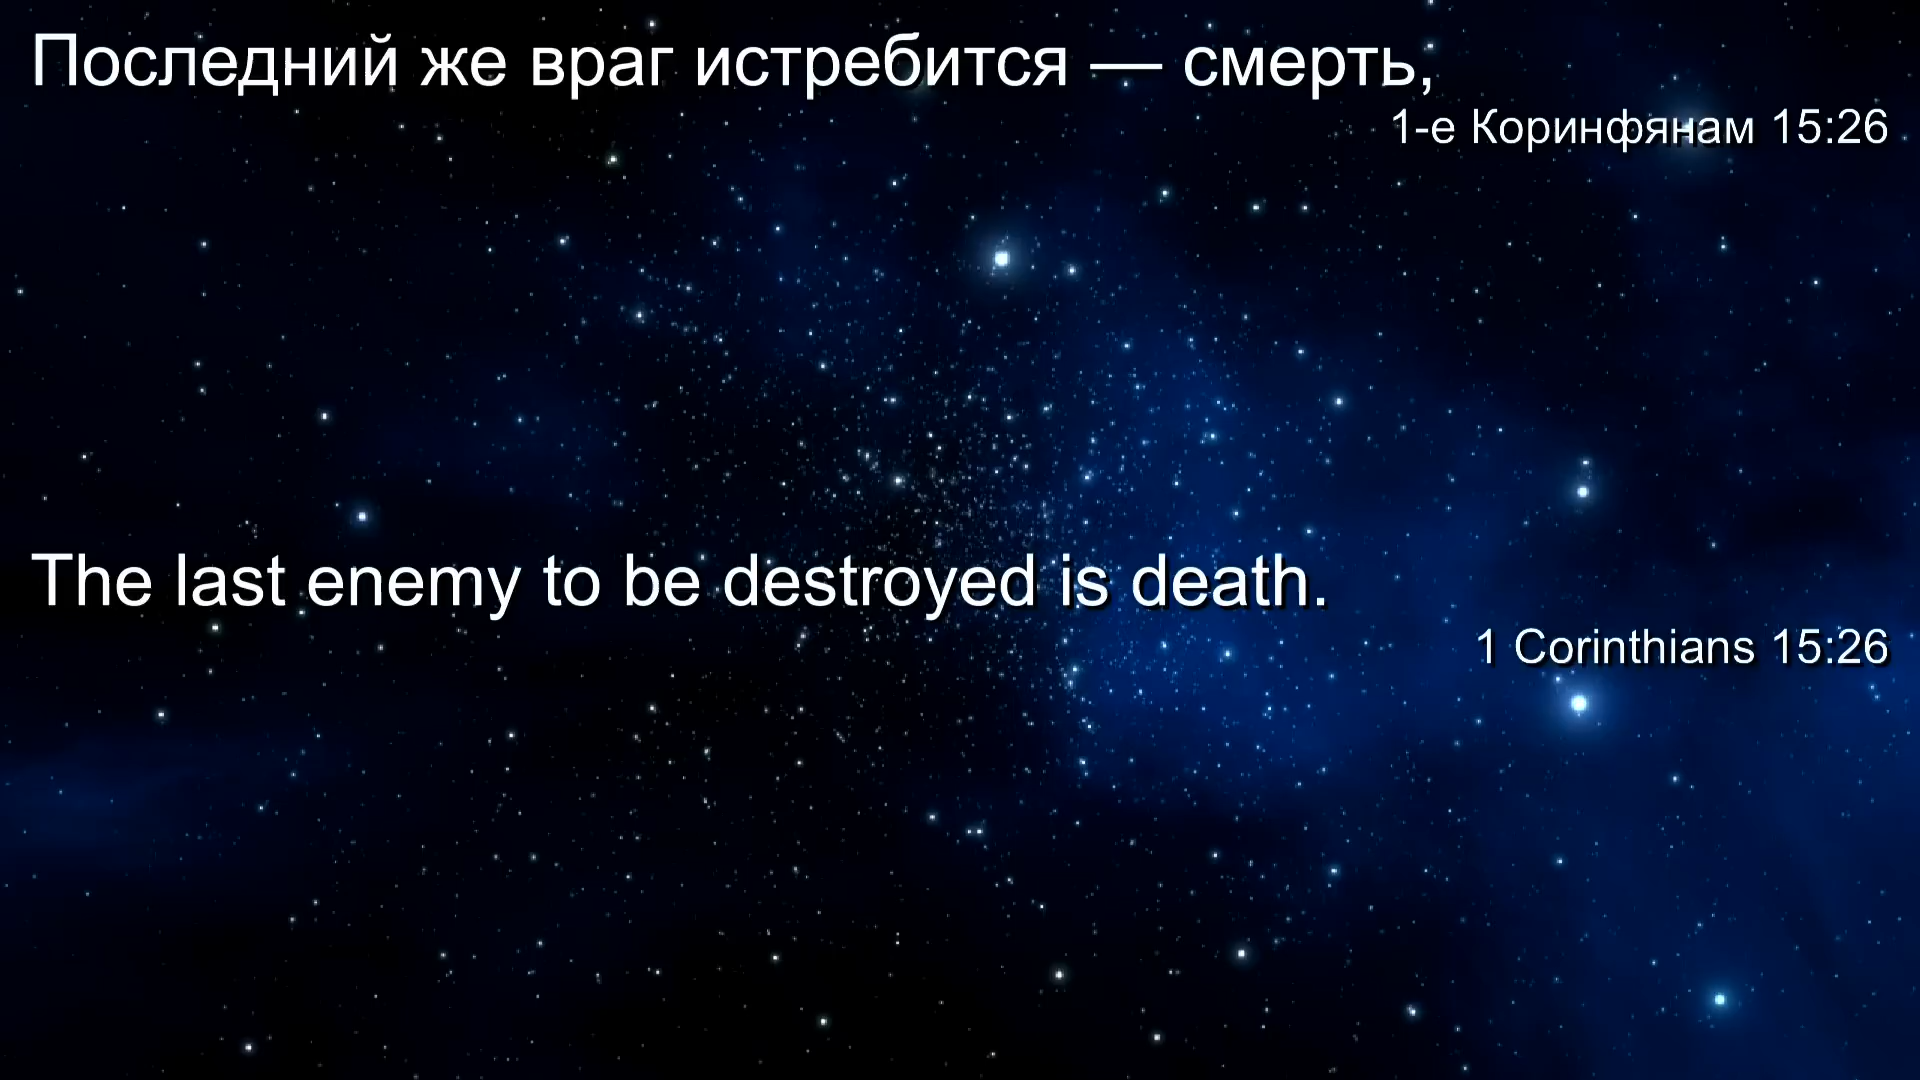 Последний же враг истребится — смерть,
1-е Коринфянам 15:26
The last enemy to be destroyed is death.
1 Corinthians 15:26